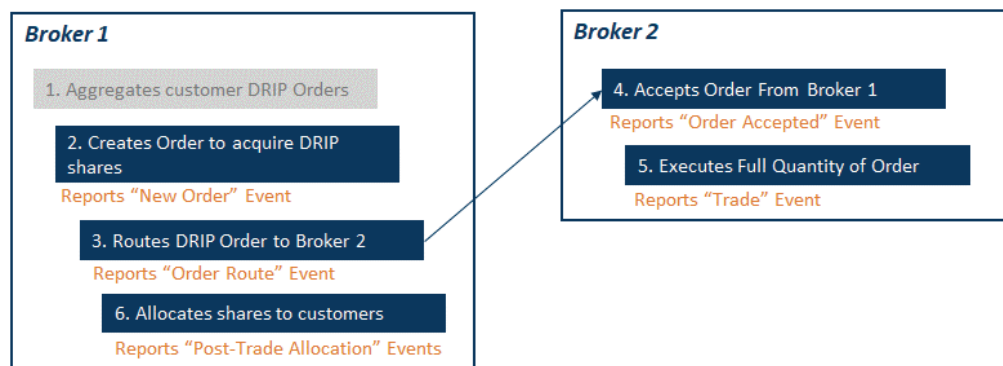 Broker 1
1. Aggregates customer DRIP Orders
2. Creates Order to acquire DRIP
shares
Reports “New Order” Event
3. Routes DRIP Order to Broker 2
Reports “Order Route” Event
6. Allocates shares to customers
Reports “Post-Trade Allocation” Events
Broker 2
4. Accepts Order From Broker 1
Reports “Order Accepted” Event
5. Executes Full Quantity of Order
Reports “Trade” Event